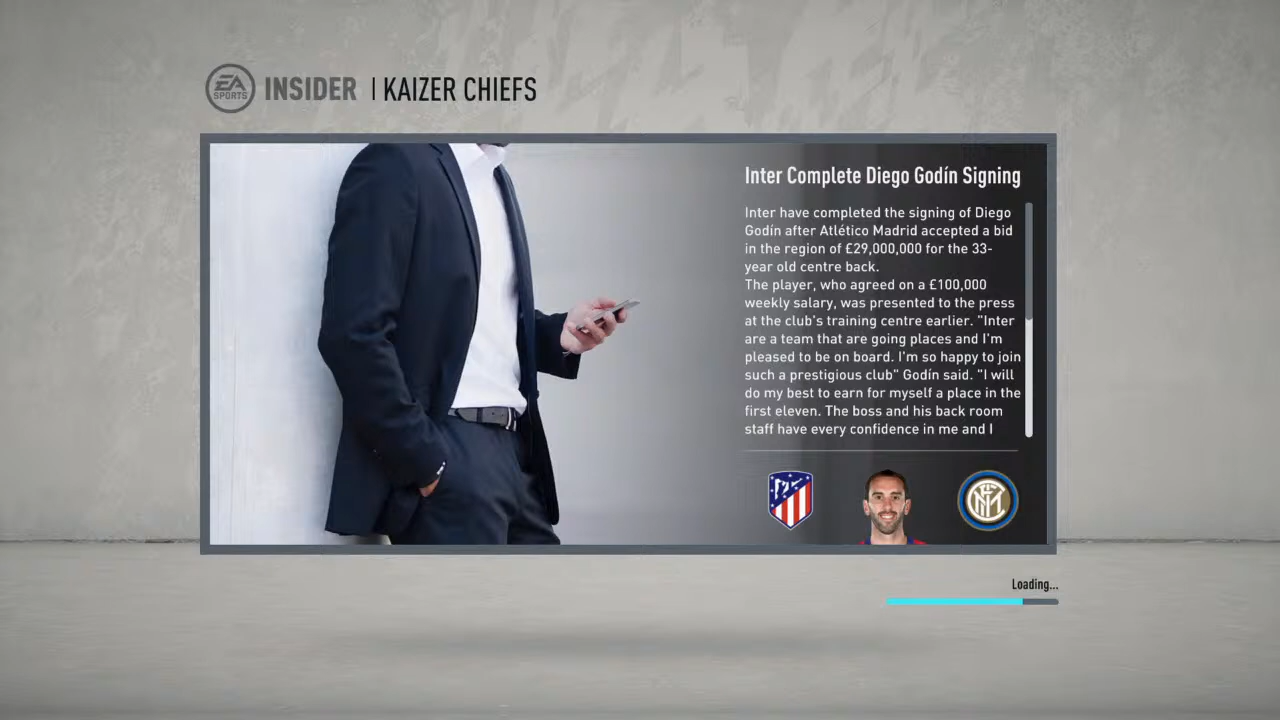 EA
SPORTS
INSIDER | KAIZER CHIEFS
Inter Complete Diego Godín Signing
Inter have completed the signing of Diego
Godín after Atlético Madrid accepted a bid
in the region of £29,000,000 for the 33-
year old centre back.
The player, who agreed on a £100,000
weekly salary, was presented to the press
at the club's training centre earlier. "Inter
are a team that are going places and I'm
pleased to be on board. I'm so happy to join
such a prestigious club" Godín said. "I will
do my best to earn for myself a place in the
first eleven. The boss and his back room
staff have every confidence in me and I
Loading...